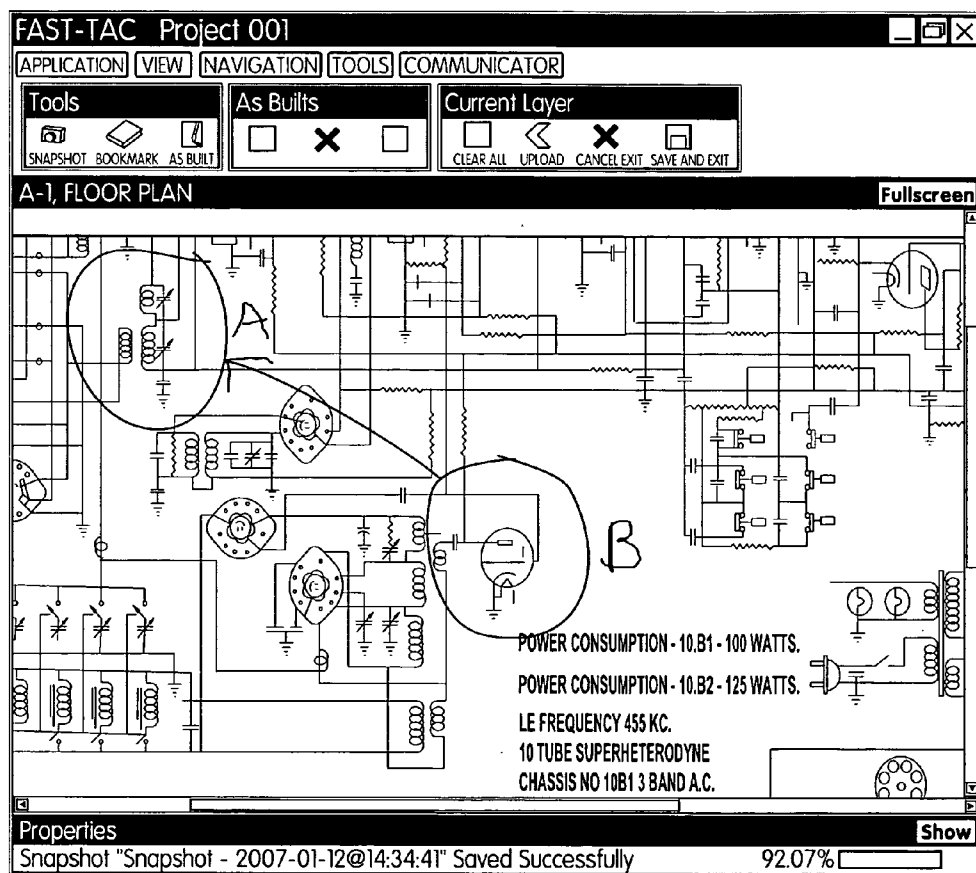 FAST-TAC Project 001
APPLICATION VIEW NAVIGATION TOOLS COMMUNICATOR
Tools As Builts Current Layer
SNAPSHOT BOOKMARK AS BUILT CLEAR ALL UPLOAD CANCEL EXIT SAVE AND EXIT
A-1, FLOOR PLAN Fullscreen
A
B
POWER CONSUMPTION - 10.B1 - 100 WATTS.
POWER CONSUMPTION - 10.B2 - 125 WATTS.
LE FREQUENCY 455 KC.
10 TUBE SUPERHETERODYNE
CHASSIS NO 10B1 3 BAND A.C.
Properties Show
Snapshot "Snapshot - 2007-01-12@14:34:41" Saved Successfully 92.07%